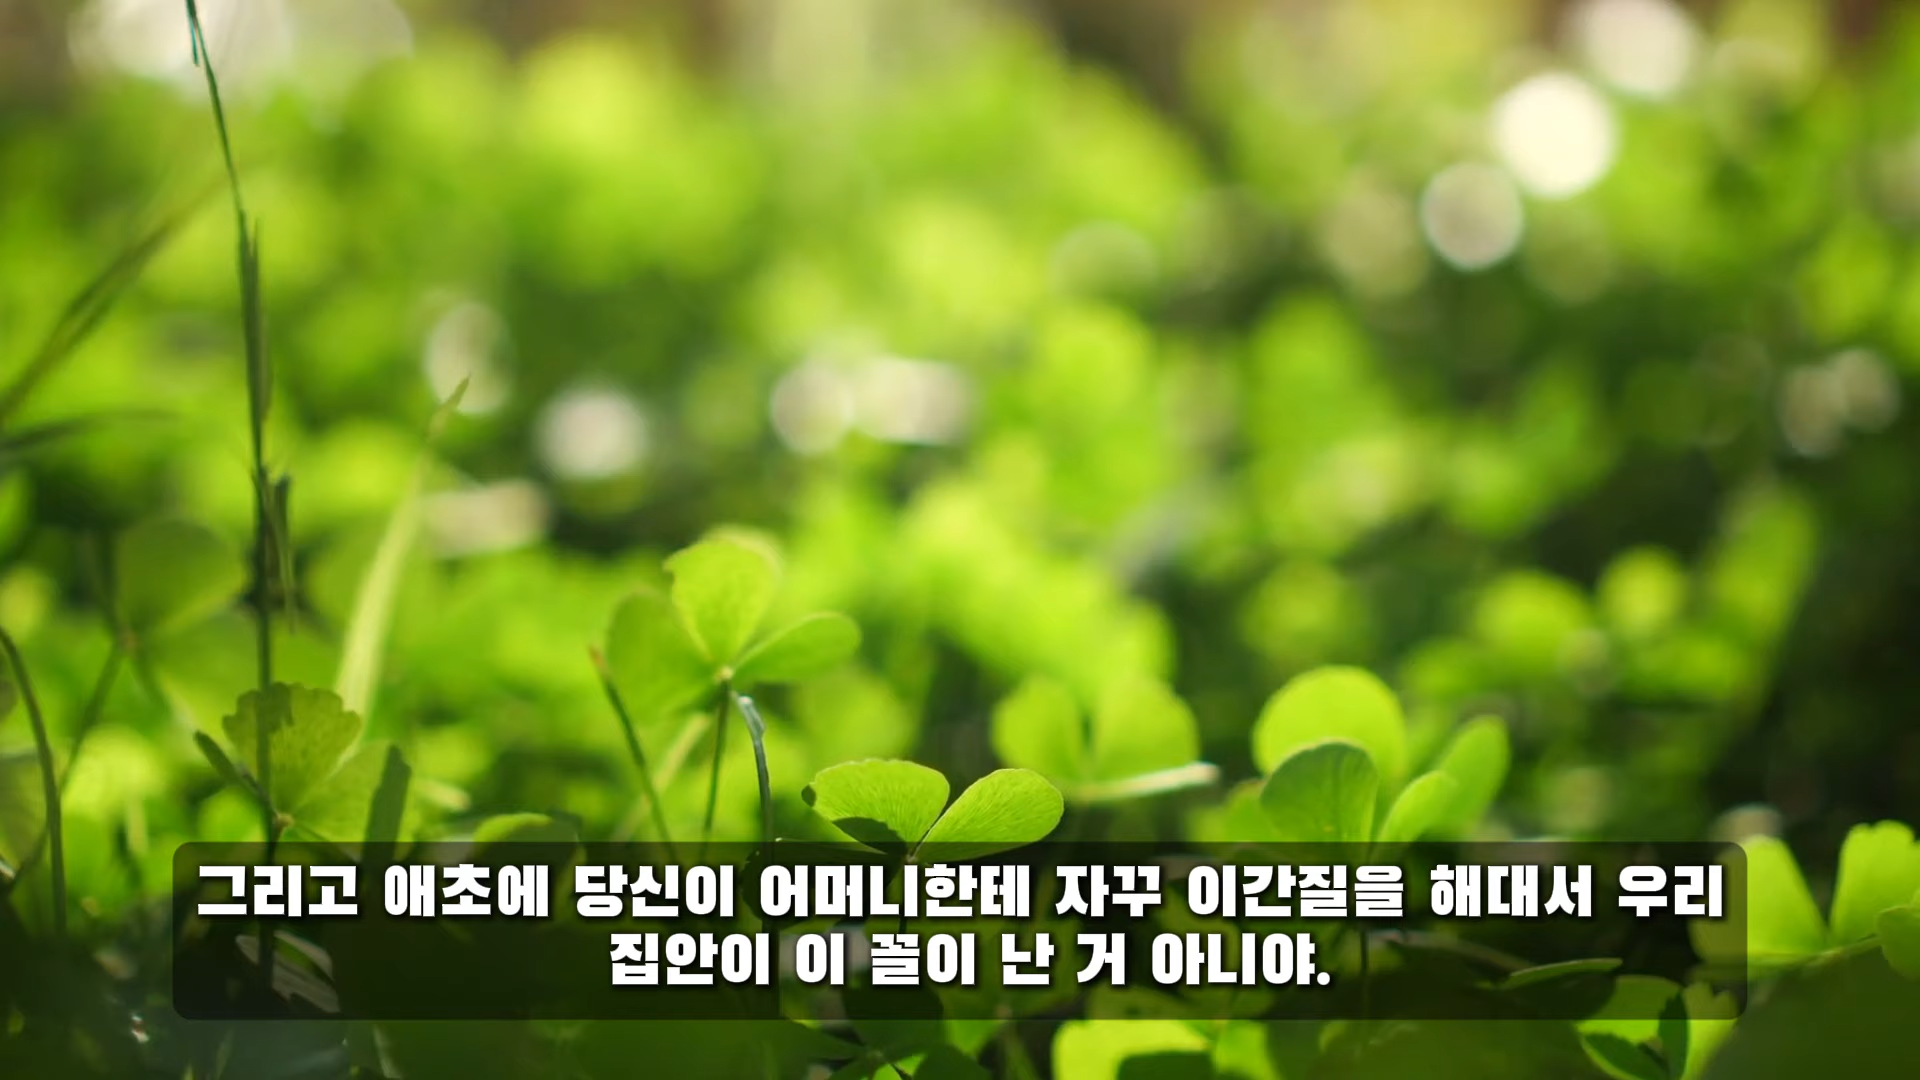 그리고 애초에 당신이 어머니한테 자꾸 이간질을 해대서 우리
집안이 이 꼴이 난 거 아니야.